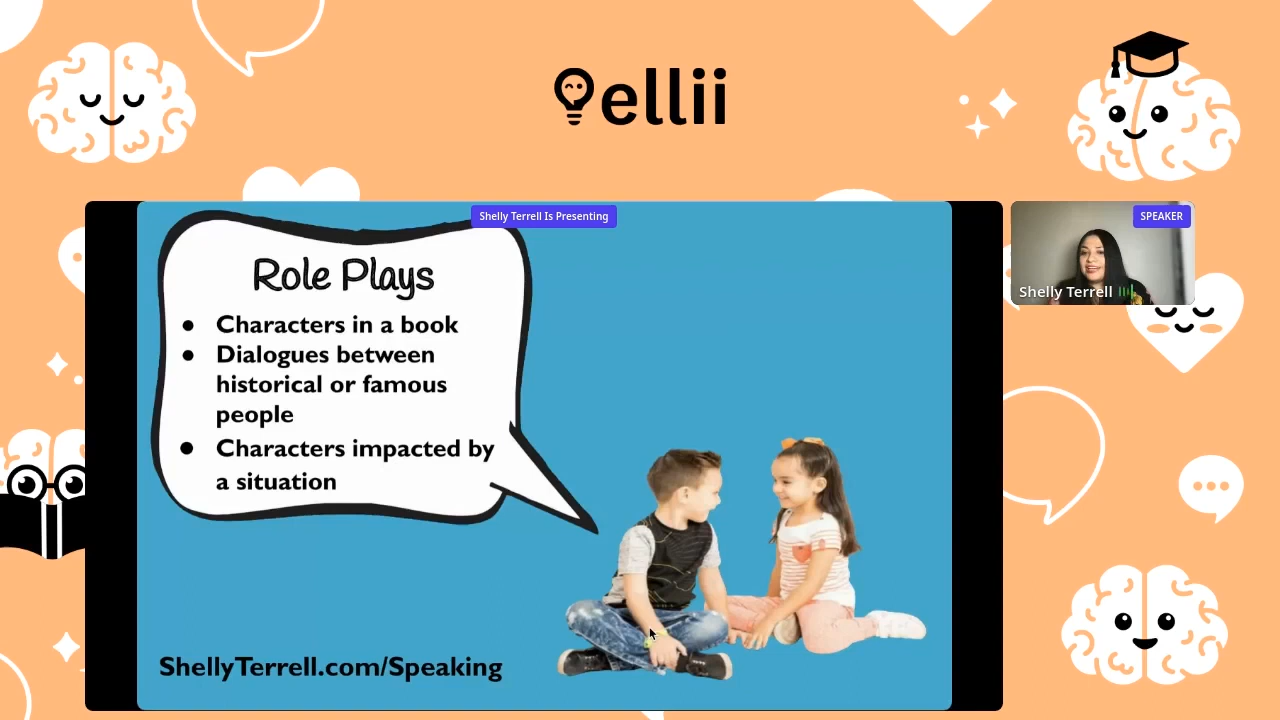 ellii
Shelly Terrell Is Presenting
SPEAKER
Shelly Terrell
Role Plays
● Characters in a book
● Dialogues between
historical or famous
people
● Characters impacted by
a situation
ShellyTerrell.com/Speaking